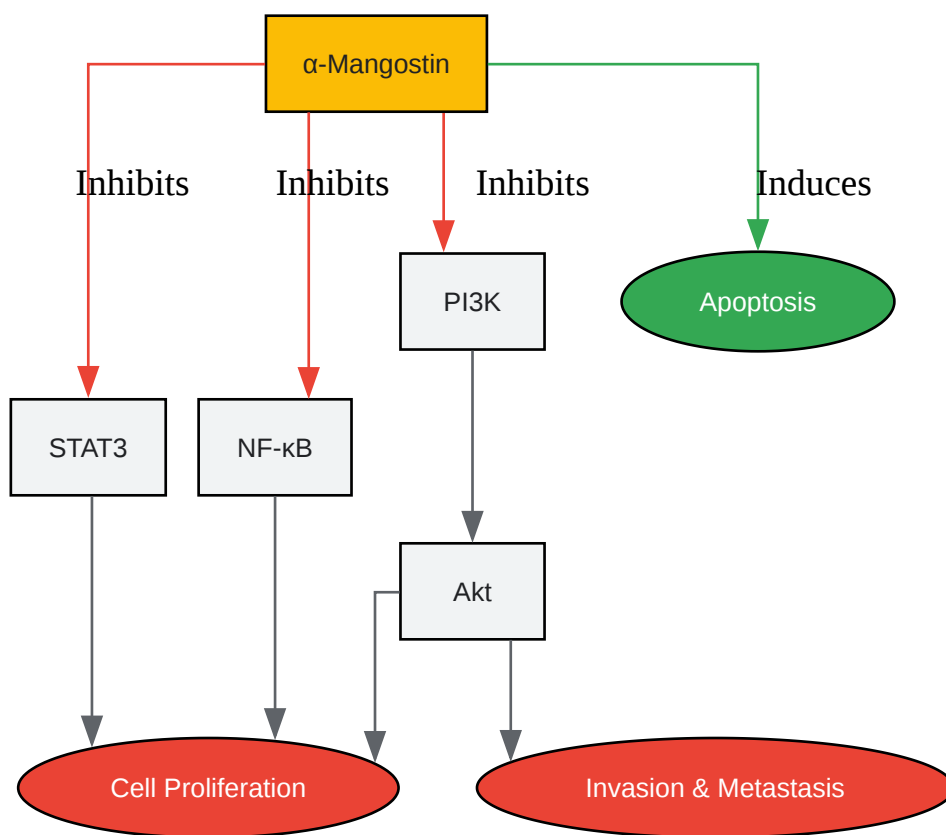 α-Mangostin
Inhibits
Inhibits
Inhibits
Induces
PI3K
Apoptosis
STAT3
NF-κB
Akt
Cell Proliferation
Invasion & Metastasis